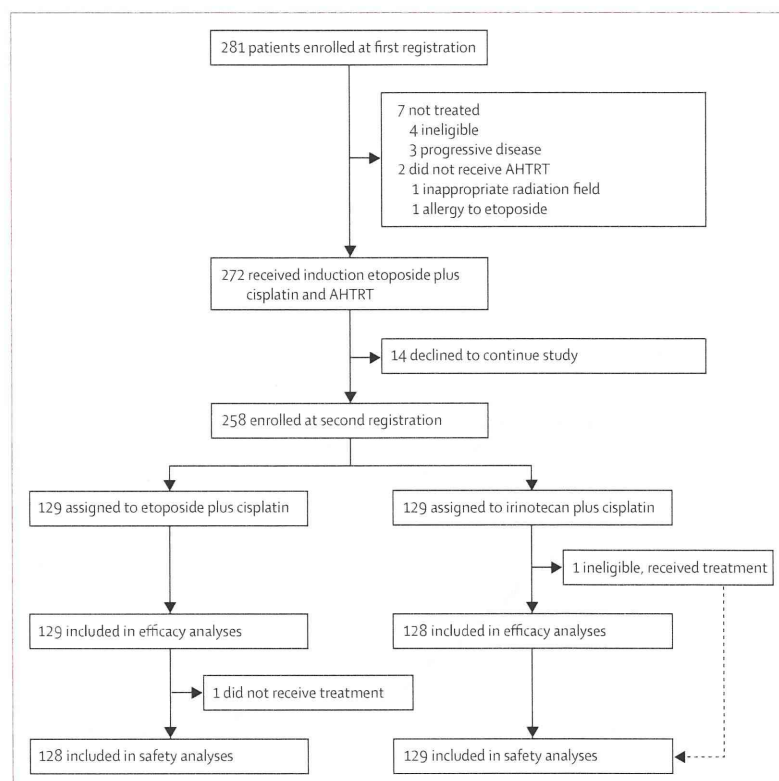 281 patients enrolled at first registration
7 not treated
4 ineligible
3 progressive disease
2 did not receive AHTRT
1 inappropriate radiation field
1 allergy to etoposide
272 received induction etoposide plus
cisplatin and AHTRT
14 declined to continue study
258 enrolled at second registration
129 assigned to etoposide plus cisplatin
129 assigned to irinotecan plus cisplatin
1 ineligible, received treatment
129 included in efficacy analyses
128 included in efficacy analyses
1 did not receive treatment
128 included in safety analyses
129 included in safety analyses